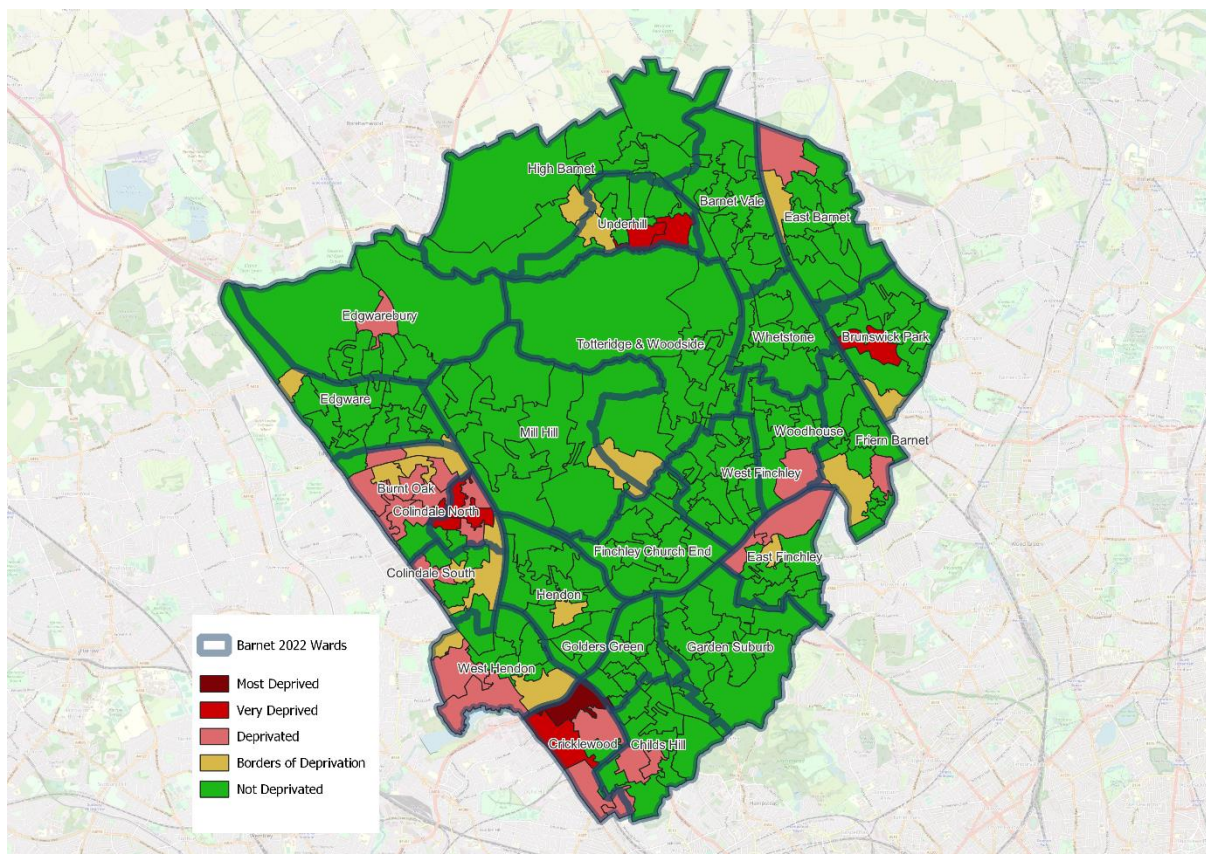 High Barnet
Barnet Vale
Underhill
East Barnet
Edgwarebury
Totteridge & Woodside
Whetstone
Brunswick Park
Edgware
Mill Hill
Woodhouse
Friern Barnet
West Finchley
Burnt Oak
Colindale North
Finchley Church End
East Finchley
Colindale South
Hendon
Golders Green
Garden Suburb
West Hendon
Cricklewood
Childs Hill
Barnet 2022 Wards
Most Deprived
Very Deprived
Deprivated
Borders of Deprivation
Not Deprivated